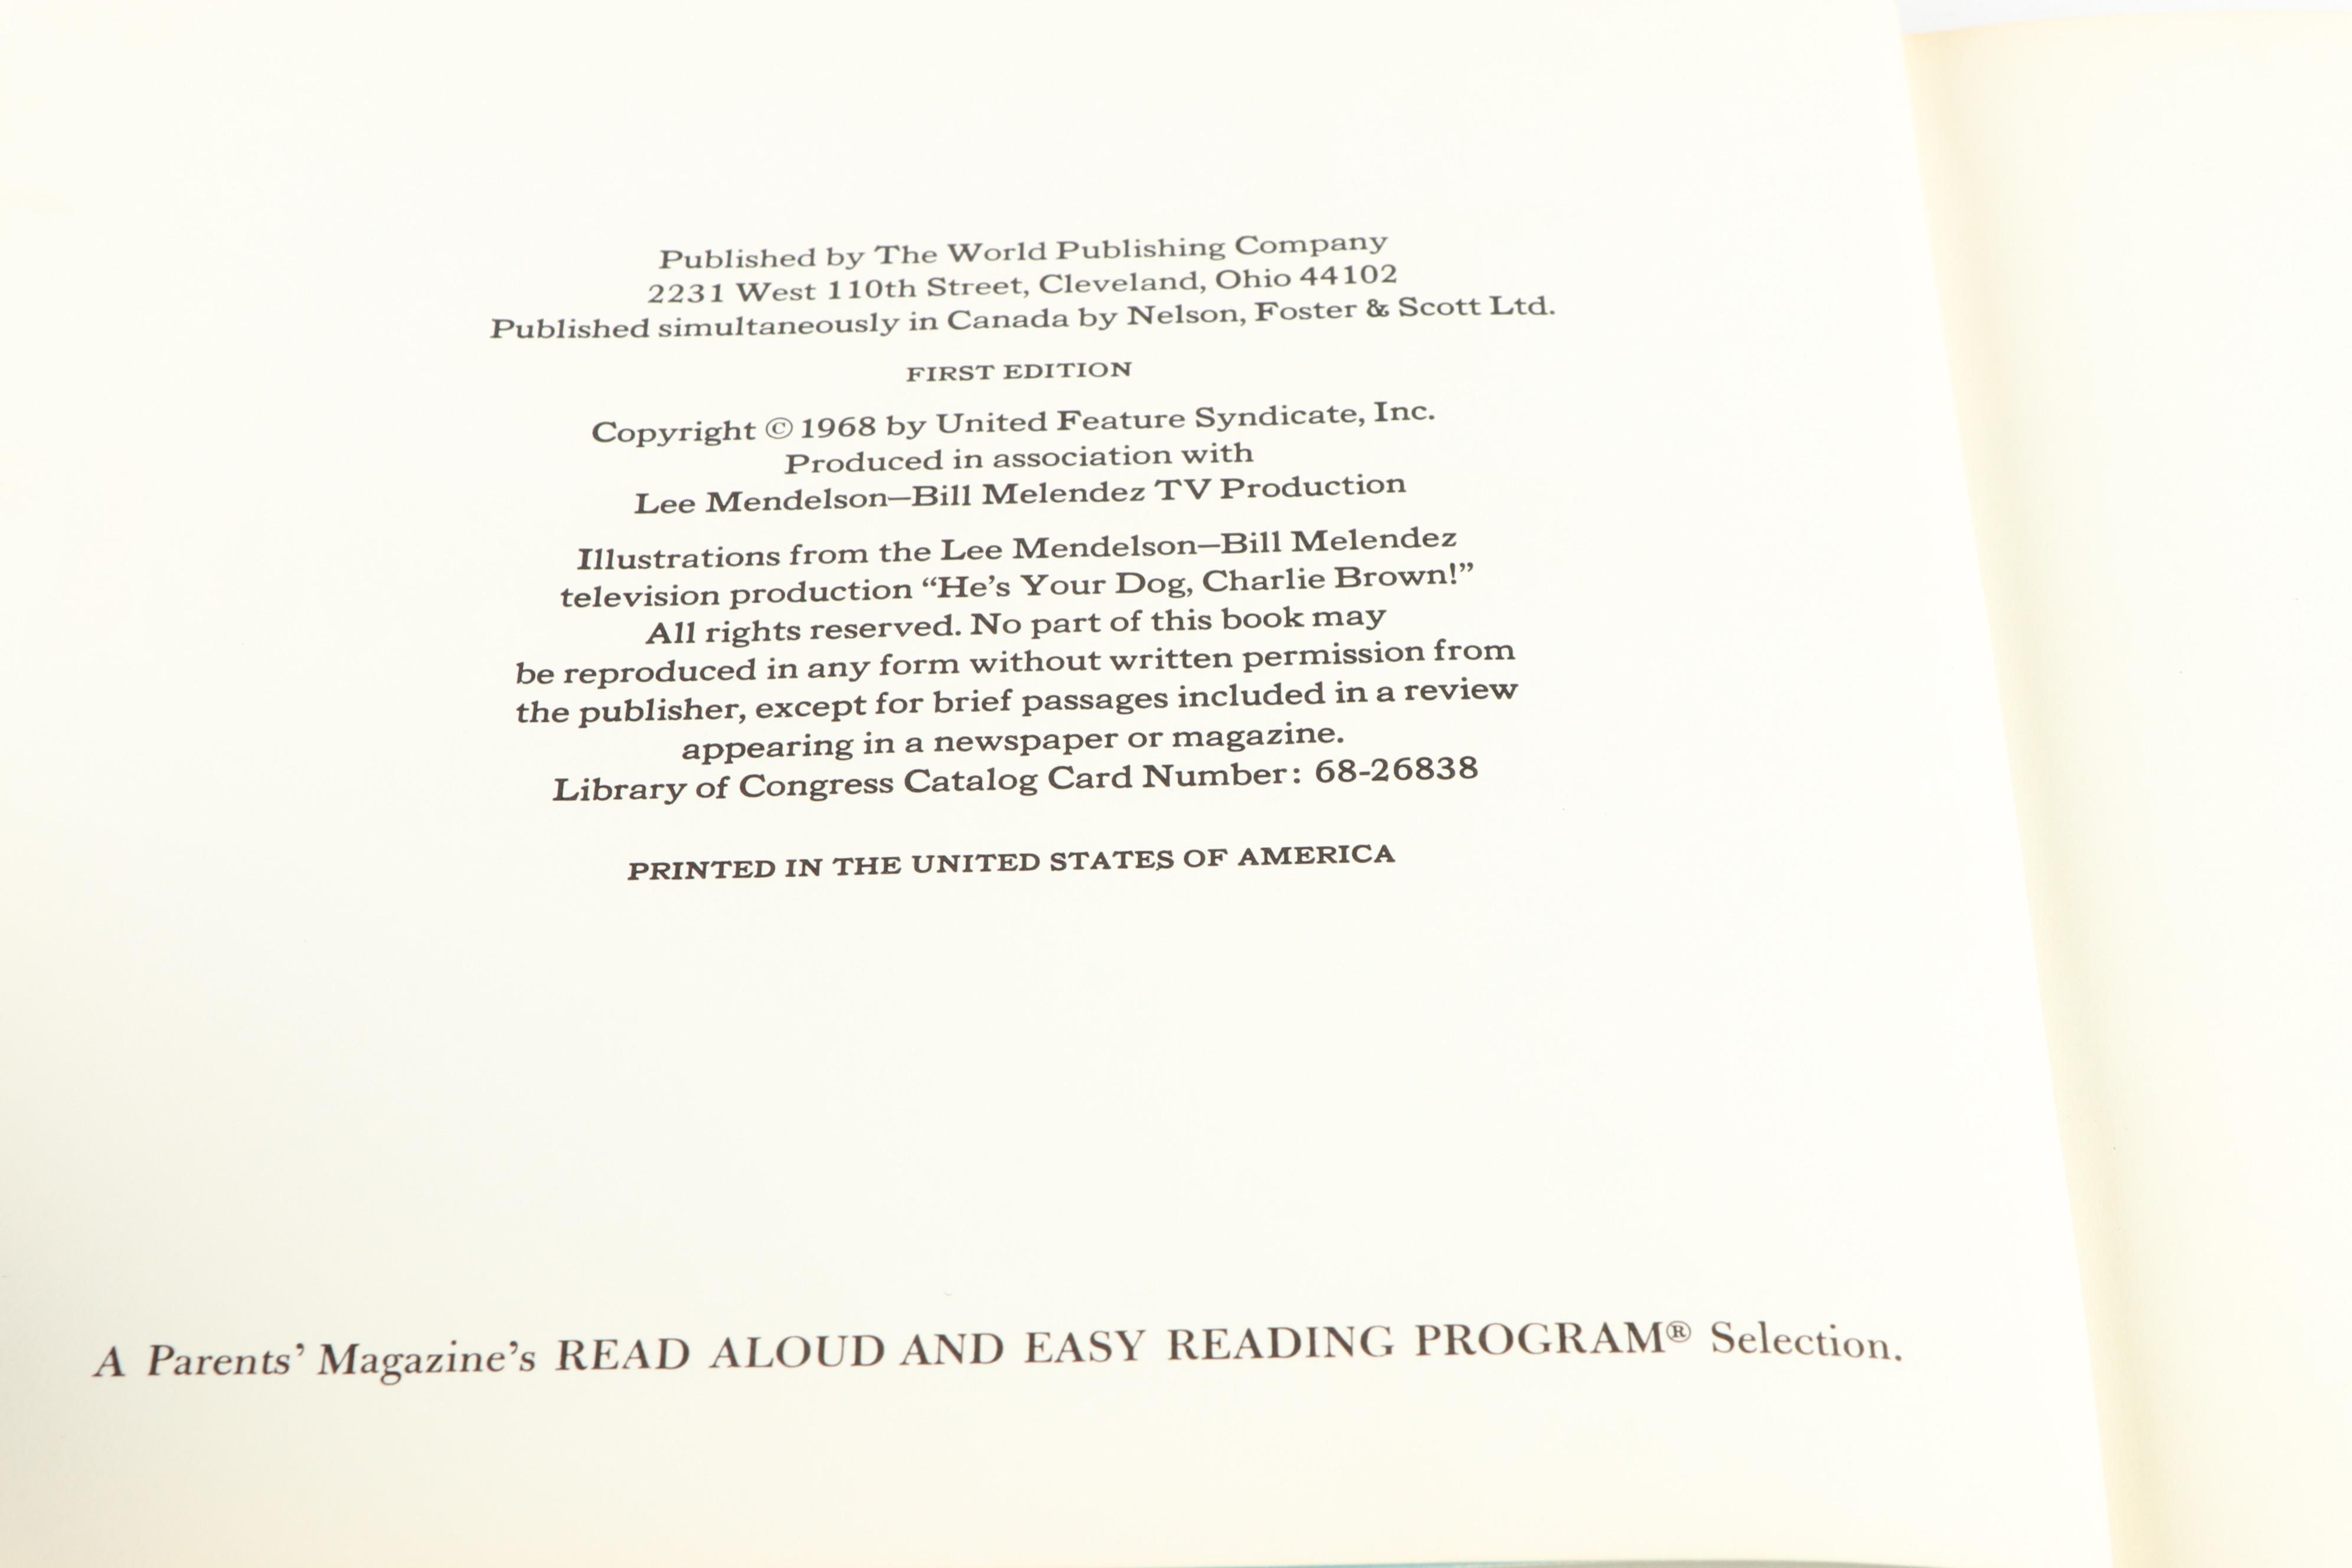 Published by The World Publishing Company
2231 West 110th Street, Cleveland, Ohio 44102
Published simultaneously in Canada by Nelson, Foster & Scott Ltd.
FIRST EDITION
Copyright © 1968 by United Feature Syndicate, Inc.
Produced in association with
Lee Mendelson—Bill Melendez TV Production
Illustrations from the Lee Mendelson—Bill Melendez
television production “He’s Your Dog, Charlie Brown!”
All rights reserved. No part of this book may
be reproduced in any form without written permission from
the publisher, except for brief passages included in a review
appearing in a newspaper or magazine.
Library of Congress Catalog Card Number: 68-26838
PRINTED IN THE UNITED STATES OF AMERICA
A Parents’ Magazine’s READ ALOUD AND EASY READING PROGRAM® Selection.